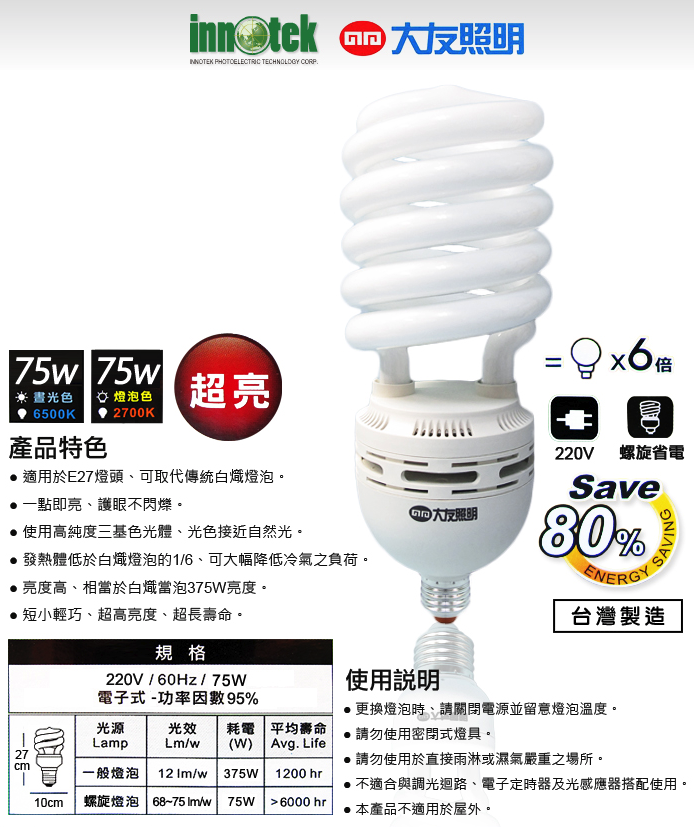 innotek 大友照明
INNOTEK PHOTOELECTRIC TECHNOLOGY CORP.
= x6倍
75W 75W
晝光色 燈泡色
6500K 2700K
超亮
220V 螺旋省電
產品特色
● 適用於E27燈頭、可取代傳統白熾燈泡。
● 一點即亮、護眼不閃爍。
● 使用高純度三基色光體、光色接近自然光。
● 發熱體低於白熾燈泡的1/6、可大幅降低冷氣之負荷。
● 亮度高、相當於白熾當泡375W亮度。
● 短小輕巧、超高亮度、超長壽命。
大友照明
Save
80%
ENERGY SAVING
台灣製造
規 格
220V / 60Hz / 75W
電子式 -功率因數95%
光源 光效 耗電 平均壽命
Lamp Lm/w (W) Avg. Life
一般燈泡 12 lm/w 375W 1200 hr
螺旋燈泡 68~75 lm/w 75W >6000 hr
27
cm
10cm
使用説明
● 更換燈泡時、請關閉電源並留意燈泡溫度。
● 請勿使用密閉式燈具。
● 請勿使用於直接雨淋或濕氣嚴重之場所。
● 不適合與調光迴路、電子定時器及光感應器搭配使用。
● 本產品不適用於屋外。